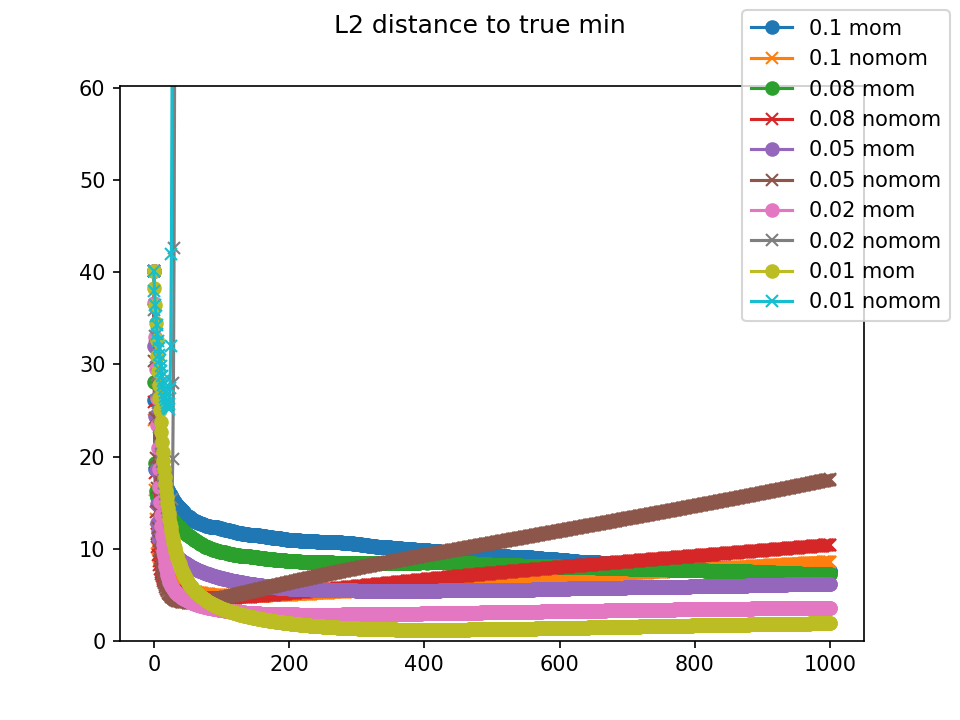 L2 distance to true min
0.1 mom
0.1 nomom
0.08 mom
0.08 nomom
0.05 mom
0.05 nomom
0.02 mom
0.02 nomom
0.01 mom
0.01 nomom
60
50
40
30
20
10
0
0 200 400 600 800 1000